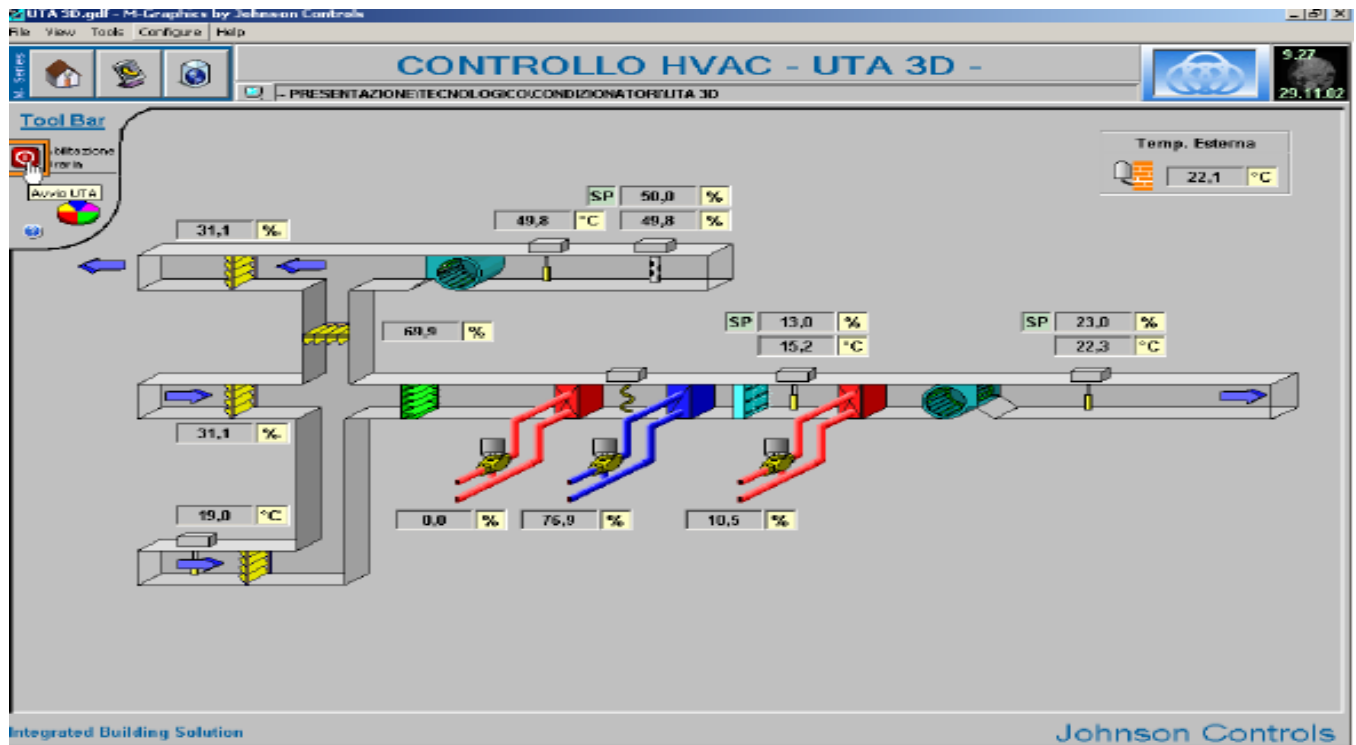 UTA 3D.gdf - M-Graphics by Johnson Controls
File View Tools Configure Help
M- Series
CONTROLLO HVAC - UTA 3D -
- PRESENTAZIONE\TECNOLOGICO\CONDIZIONATORI\UTA 3D
9.27
29.11.02
Tool Bar
Avvio UTA
Temp. Esterna
22,1 °C
SP 50,0 %
49,8 °C 49,8 %
31,1 %
69,9 %
SP 13,0 %
15,2 °C
SP 23,0 %
22,3 °C
31,1 %
19,0 °C
0,0 % 76,9 % 10,5 %
Integrated Building Solution
Johnson Controls